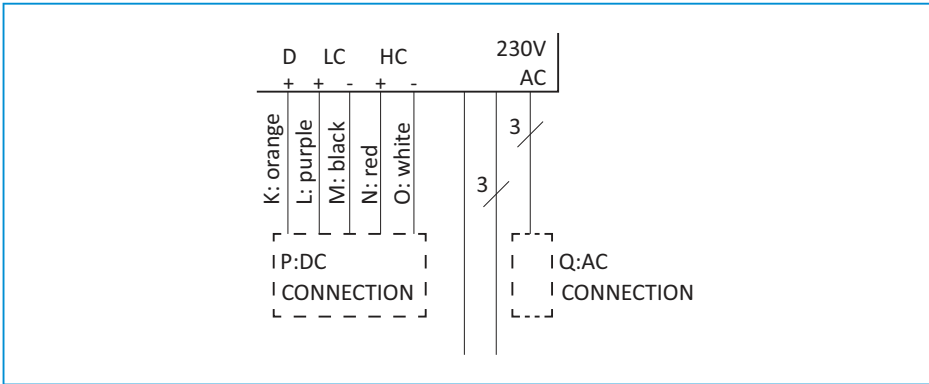 D LC HC 230V
AC
+ + - + -
K: orange
L: purple
M: black
N: red
O: white
3
3
P:DC
CONNECTION
Q:AC
CONNECTION